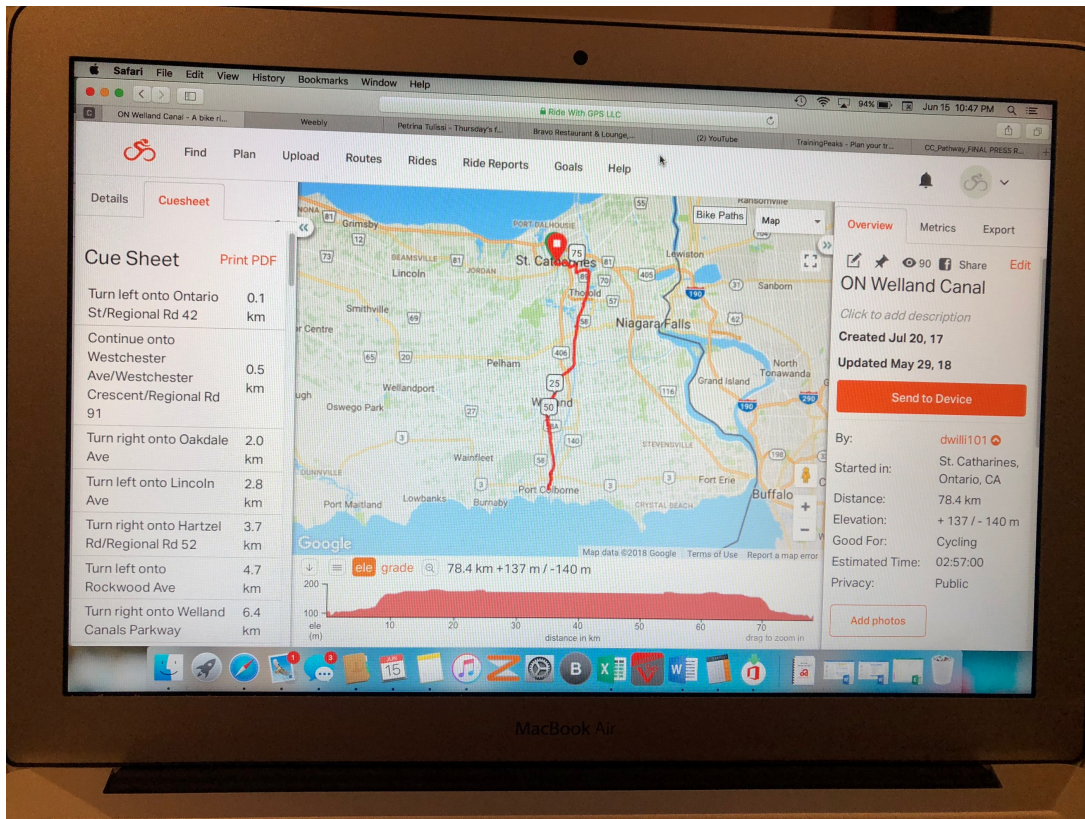 Safari File Edit View History Bookmarks Window Help
94% Jun 15 10:47 PM
Ride With GPS LLC
ON Welland Canal - A bike ri...
Weebly
Petrina Tulissi - Thursday's f...
Bravo Restaurant & Lounge,...
(2) YouTube
TrainingPeaks - Plan your tr...
CC_Pathway_FINAL PRESS R...
Find Plan Upload Routes Rides Ride Reports Goals Help
Details Cuesheet
Cue Sheet Print PDF
Turn left onto Ontario 0.1
St/Regional Rd 42 km
Continue onto
Westchester 0.5
Ave/Westchester km
Crescent/Regional Rd
91
Turn right onto Oakdale 2.0
Ave km
Turn left onto Lincoln 2.8
Ave km
Turn right onto Hartzel 3.7
Rd/Regional Rd 52 km
Turn left onto 4.7
Rockwood Ave km
Turn right onto Welland 6.4
Canals Parkway km
Bike Paths Map
Grimsby
PORT DALHOUSIE
BEAMSVILLE
Lincoln
JORDAN
St. Catharines
75
Lewiston
Sanborn
Thorold
Smithville
Niagara Falls
Pelham
North
Tonawanda
Grand Island
Wellandport
Oswego Park
25
50
Welland
STEVENSVILLE
Wainfleet
DUNNVILLE
Port Maitland
Lowbanks
Burnaby
Port Colborne
CRYSTAL BEACH
Fort Erie
Buffalo
Google
Map data ©2018 Google Terms of Use Report a map error
ele grade 78.4 km +137 m / -140 m
200
100
ele
(m)
10 20 30 40 50 60 70
distance in km
drag to zoom in
Overview Metrics Export
90 Share Edit
ON Welland Canal
Click to add description
Created Jul 20, 17
Updated May 29, 18
Send to Device
By: dwilli101
Started in: St. Catharines,
Ontario, CA
Distance: 78.4 km
Elevation: + 137 / - 140 m
Good For: Cycling
Estimated Time: 02:57:00
Privacy: Public
Add photos
MacBook Air